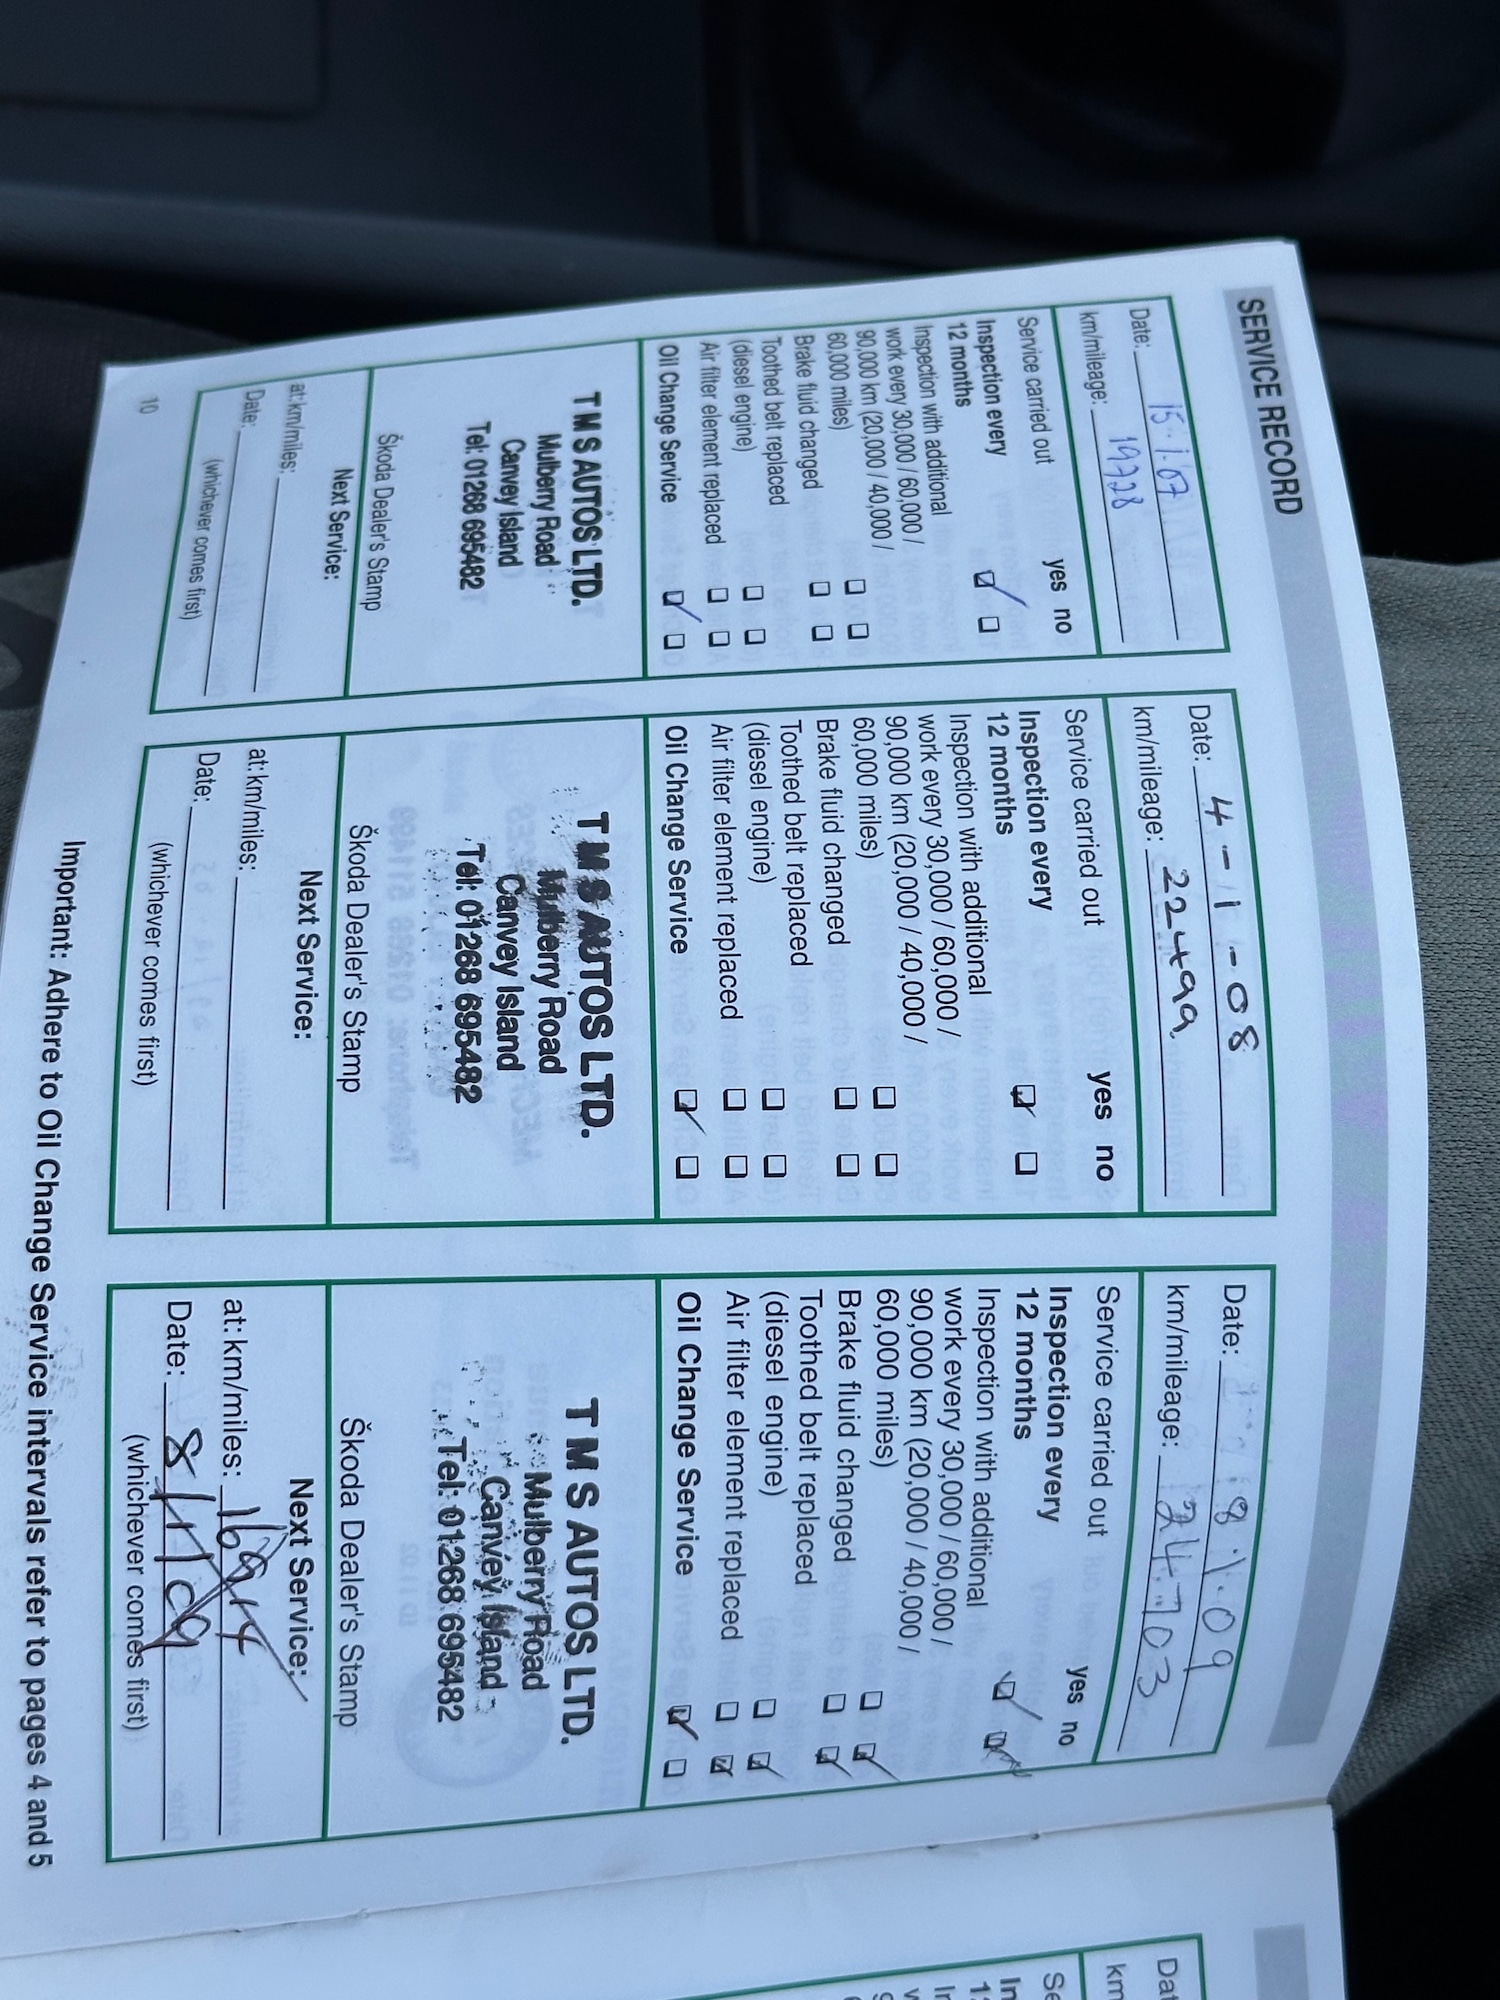 SERVICE RECORD
Date: 15.1.07
km/mileage: 19728
Service carried out yes no
Inspection every
12 months
Inspection with additional
work every 30,000 / 60,000 /
90,000 km (20,000 / 40,000 /
60,000 miles)
Brake fluid changed
Toothed belt replaced
(diesel engine)
Air filter element replaced
Oil Change Service
T M S AUTOS LTD.
Mulberry Road
Canvey Island
Tel: 01268 695482
Škoda Dealer's Stamp
Next Service:
at: km/miles:
Date:
(whichever comes first)
10
Date: 4-1-08
km/mileage: 22499
Service carried out yes no
Inspection every
12 months
Inspection with additional
work every 30,000 / 60,000 /
90,000 km (20,000 / 40,000 /
60,000 miles)
Brake fluid changed
Toothed belt replaced
(diesel engine)
Air filter element replaced
Oil Change Service
T M S AUTOS LTD.
Mulberry Road
Canvey Island
Tel: 01268 695482
Škoda Dealer's Stamp
Next Service:
at: km/miles:
Date:
(whichever comes first)
Date: 8.1.09
km/mileage: 24703
Service carried out yes no
Inspection every
12 months
Inspection with additional
work every 30,000 / 60,000 /
90,000 km (20,000 / 40,000 /
60,000 miles)
Brake fluid changed
Toothed belt replaced
(diesel engine)
Air filter element replaced
Oil Change Service
T M S AUTOS LTD.
Mulberry Road
Canvey Island
Tel: 01268 695482
Škoda Dealer's Stamp
Next Service:
at: km/miles:
Date: 8/1/09
(whichever comes first)
Important: Adhere to Oil Change Service intervals refer to pages 4 and 5
Dat
km
Se
In
1